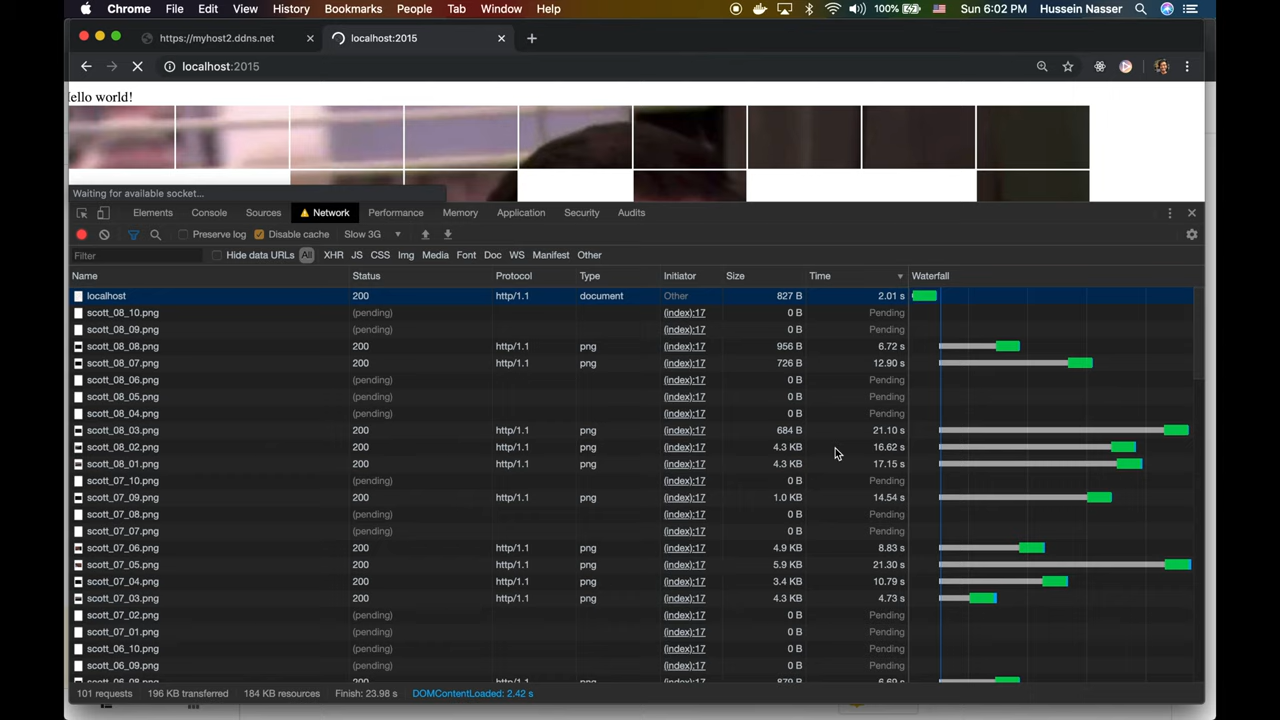 Chrome File Edit View History Bookmarks People Tab Window Help 100% Sun 6:02 PM Hussein Nasser
https://myhost2.ddns.net localhost:2015
localhost:2015
ello world!
Waiting for available socket...
Elements Console Sources Network Performance Memory Application Security Audits
Preserve log Disable cache Slow 3G
Filter Hide data URLs All XHR JS CSS Img Media Font Doc WS Manifest Other
Name Status Protocol Type Initiator Size Time Waterfall
localhost 200 http/1.1 document Other 827 B 2.01 s
scott_08_10.png (pending) (index):17 0 B Pending
scott_08_09.png (pending) (index):17 0 B Pending
scott_08_08.png 200 http/1.1 png (index):17 956 B 6.72 s
scott_08_07.png 200 http/1.1 png (index):17 726 B 12.90 s
scott_08_06.png (pending) (index):17 0 B Pending
scott_08_05.png (pending) (index):17 0 B Pending
scott_08_04.png (pending) (index):17 0 B Pending
scott_08_03.png 200 http/1.1 png (index):17 684 B 21.10 s
scott_08_02.png 200 http/1.1 png (index):17 4.3 KB 16.62 s
scott_08_01.png 200 http/1.1 png (index):17 4.3 KB 17.15 s
scott_07_10.png (pending) (index):17 0 B Pending
scott_07_09.png 200 http/1.1 png (index):17 1.0 KB 14.54 s
scott_07_08.png (pending) (index):17 0 B Pending
scott_07_07.png (pending) (index):17 0 B Pending
scott_07_06.png 200 http/1.1 png (index):17 4.9 KB 8.83 s
scott_07_05.png 200 http/1.1 png (index):17 5.9 KB 21.30 s
scott_07_04.png 200 http/1.1 png (index):17 3.4 KB 10.79 s
scott_07_03.png 200 http/1.1 png (index):17 4.3 KB 4.73 s
scott_07_02.png (pending) (index):17 0 B Pending
scott_07_01.png (pending) (index):17 0 B Pending
scott_06_10.png (pending) (index):17 0 B Pending
scott_06_09.png (pending) (index):17 0 B Pending
scott_06_08.png 200 http/1.1 png (index):17 879 B 6.69 s
101 requests 196 KB transferred 184 KB resources Finish: 23.98 s DOMContentLoaded: 2.42 s